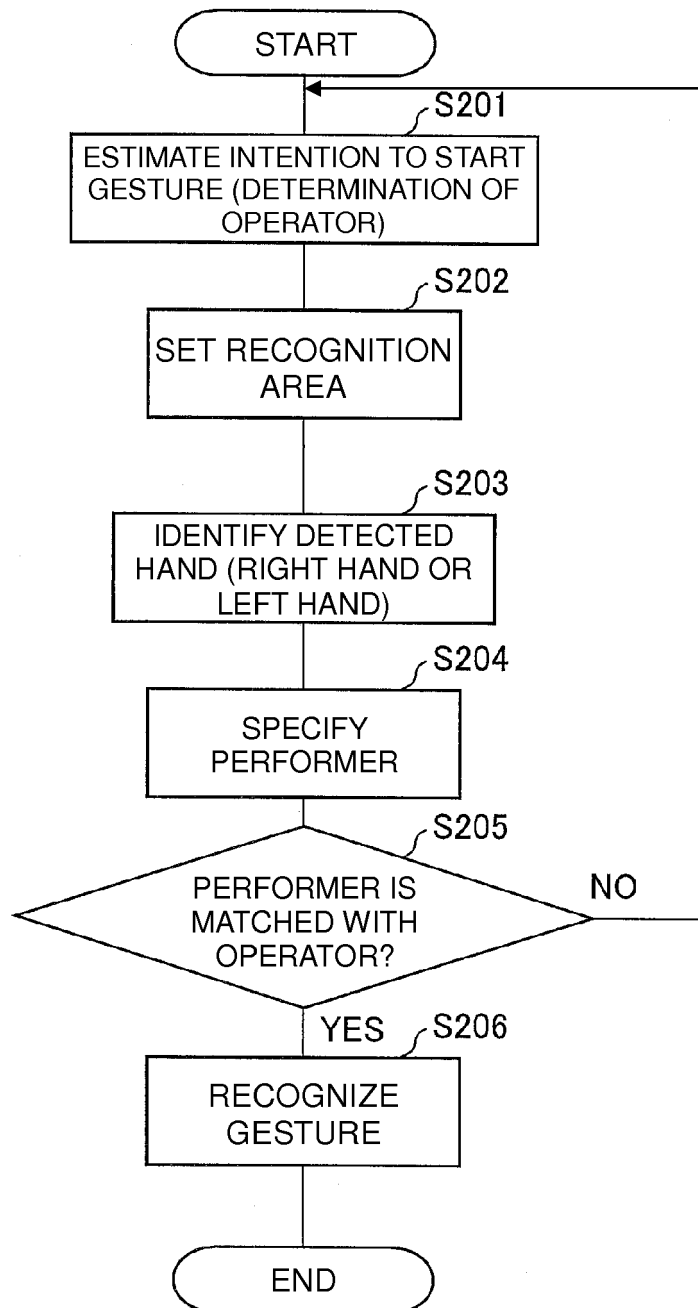 START
S201
ESTIMATE INTENTION TO START
GESTURE (DETERMINATION OF
OPERATOR)
S202
SET RECOGNITION
AREA
S203
IDENTIFY DETECTED
HAND (RIGHT HAND OR
LEFT HAND)
S204
SPECIFY
PERFORMER
S205
PERFORMER IS
MATCHED WITH
OPERATOR?
NO
YES
S206
RECOGNIZE
GESTURE
END